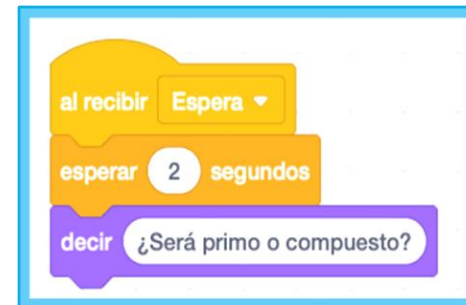 al recibir Espera
esperar 2 segundos
decir ¿Será primo o compuesto?